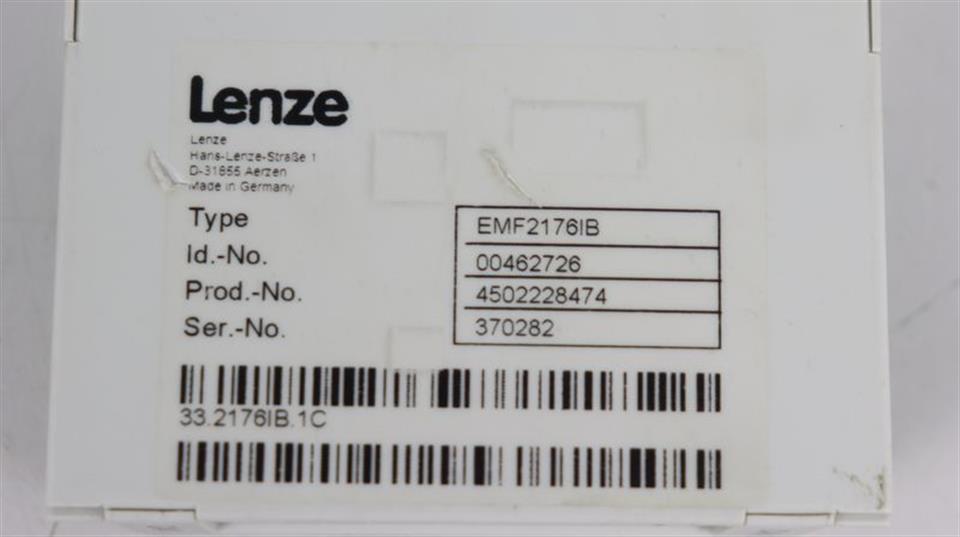 Lenze
Lenze
Hans-Lenze-Straße 1
D-31855 Aerzen
Made in Germany
Type EMF2176IB
Id.-No. 00462726
Prod.-No. 4502228474
Ser.-No. 370282
33.2176IB.1C